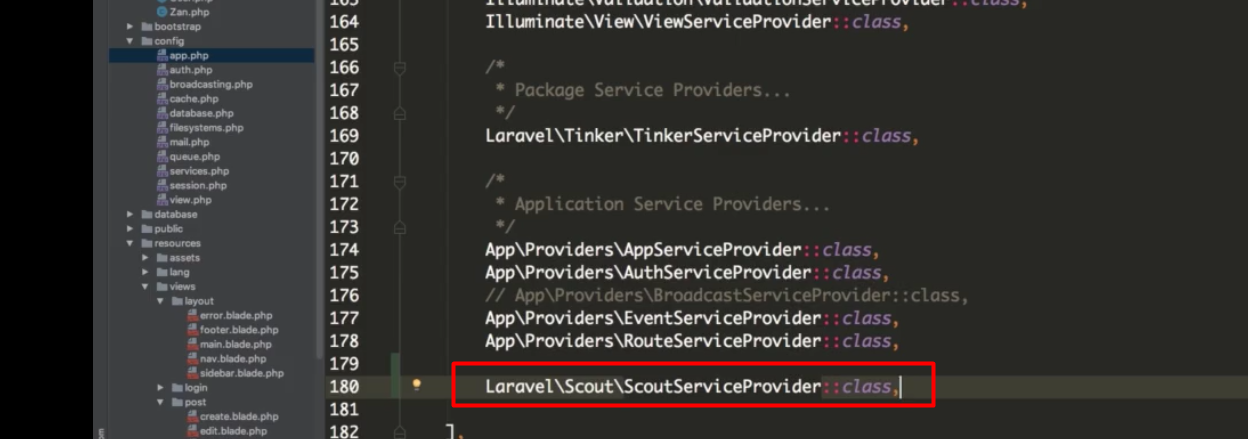 Zan.php
bootstrap
config
app.php
auth.php
broadcasting.php
cache.php
database.php
filesystems.php
mail.php
queue.php
services.php
session.php
view.php
database
public
resources
assets
lang
views
layout
error.blade.php
footer.blade.php
main.blade.php
nav.blade.php
sidebar.blade.php
login
post
create.blade.php
edit.blade.php
164 Illuminate\View\ViewServiceProvider::class,
165
166 /*
167 * Package Service Providers...
168 */
169 Laravel\Tinker\TinkerServiceProvider::class,
170
171 /*
172 * Application Service Providers...
173 */
174 App\Providers\AppServiceProvider::class,
175 App\Providers\AuthServiceProvider::class,
176 // App\Providers\BroadcastServiceProvider::class,
177 App\Providers\EventServiceProvider::class,
178 App\Providers\RouteServiceProvider::class,
179
180 Laravel\Scout\ScoutServiceProvider::class,
181
182 ],